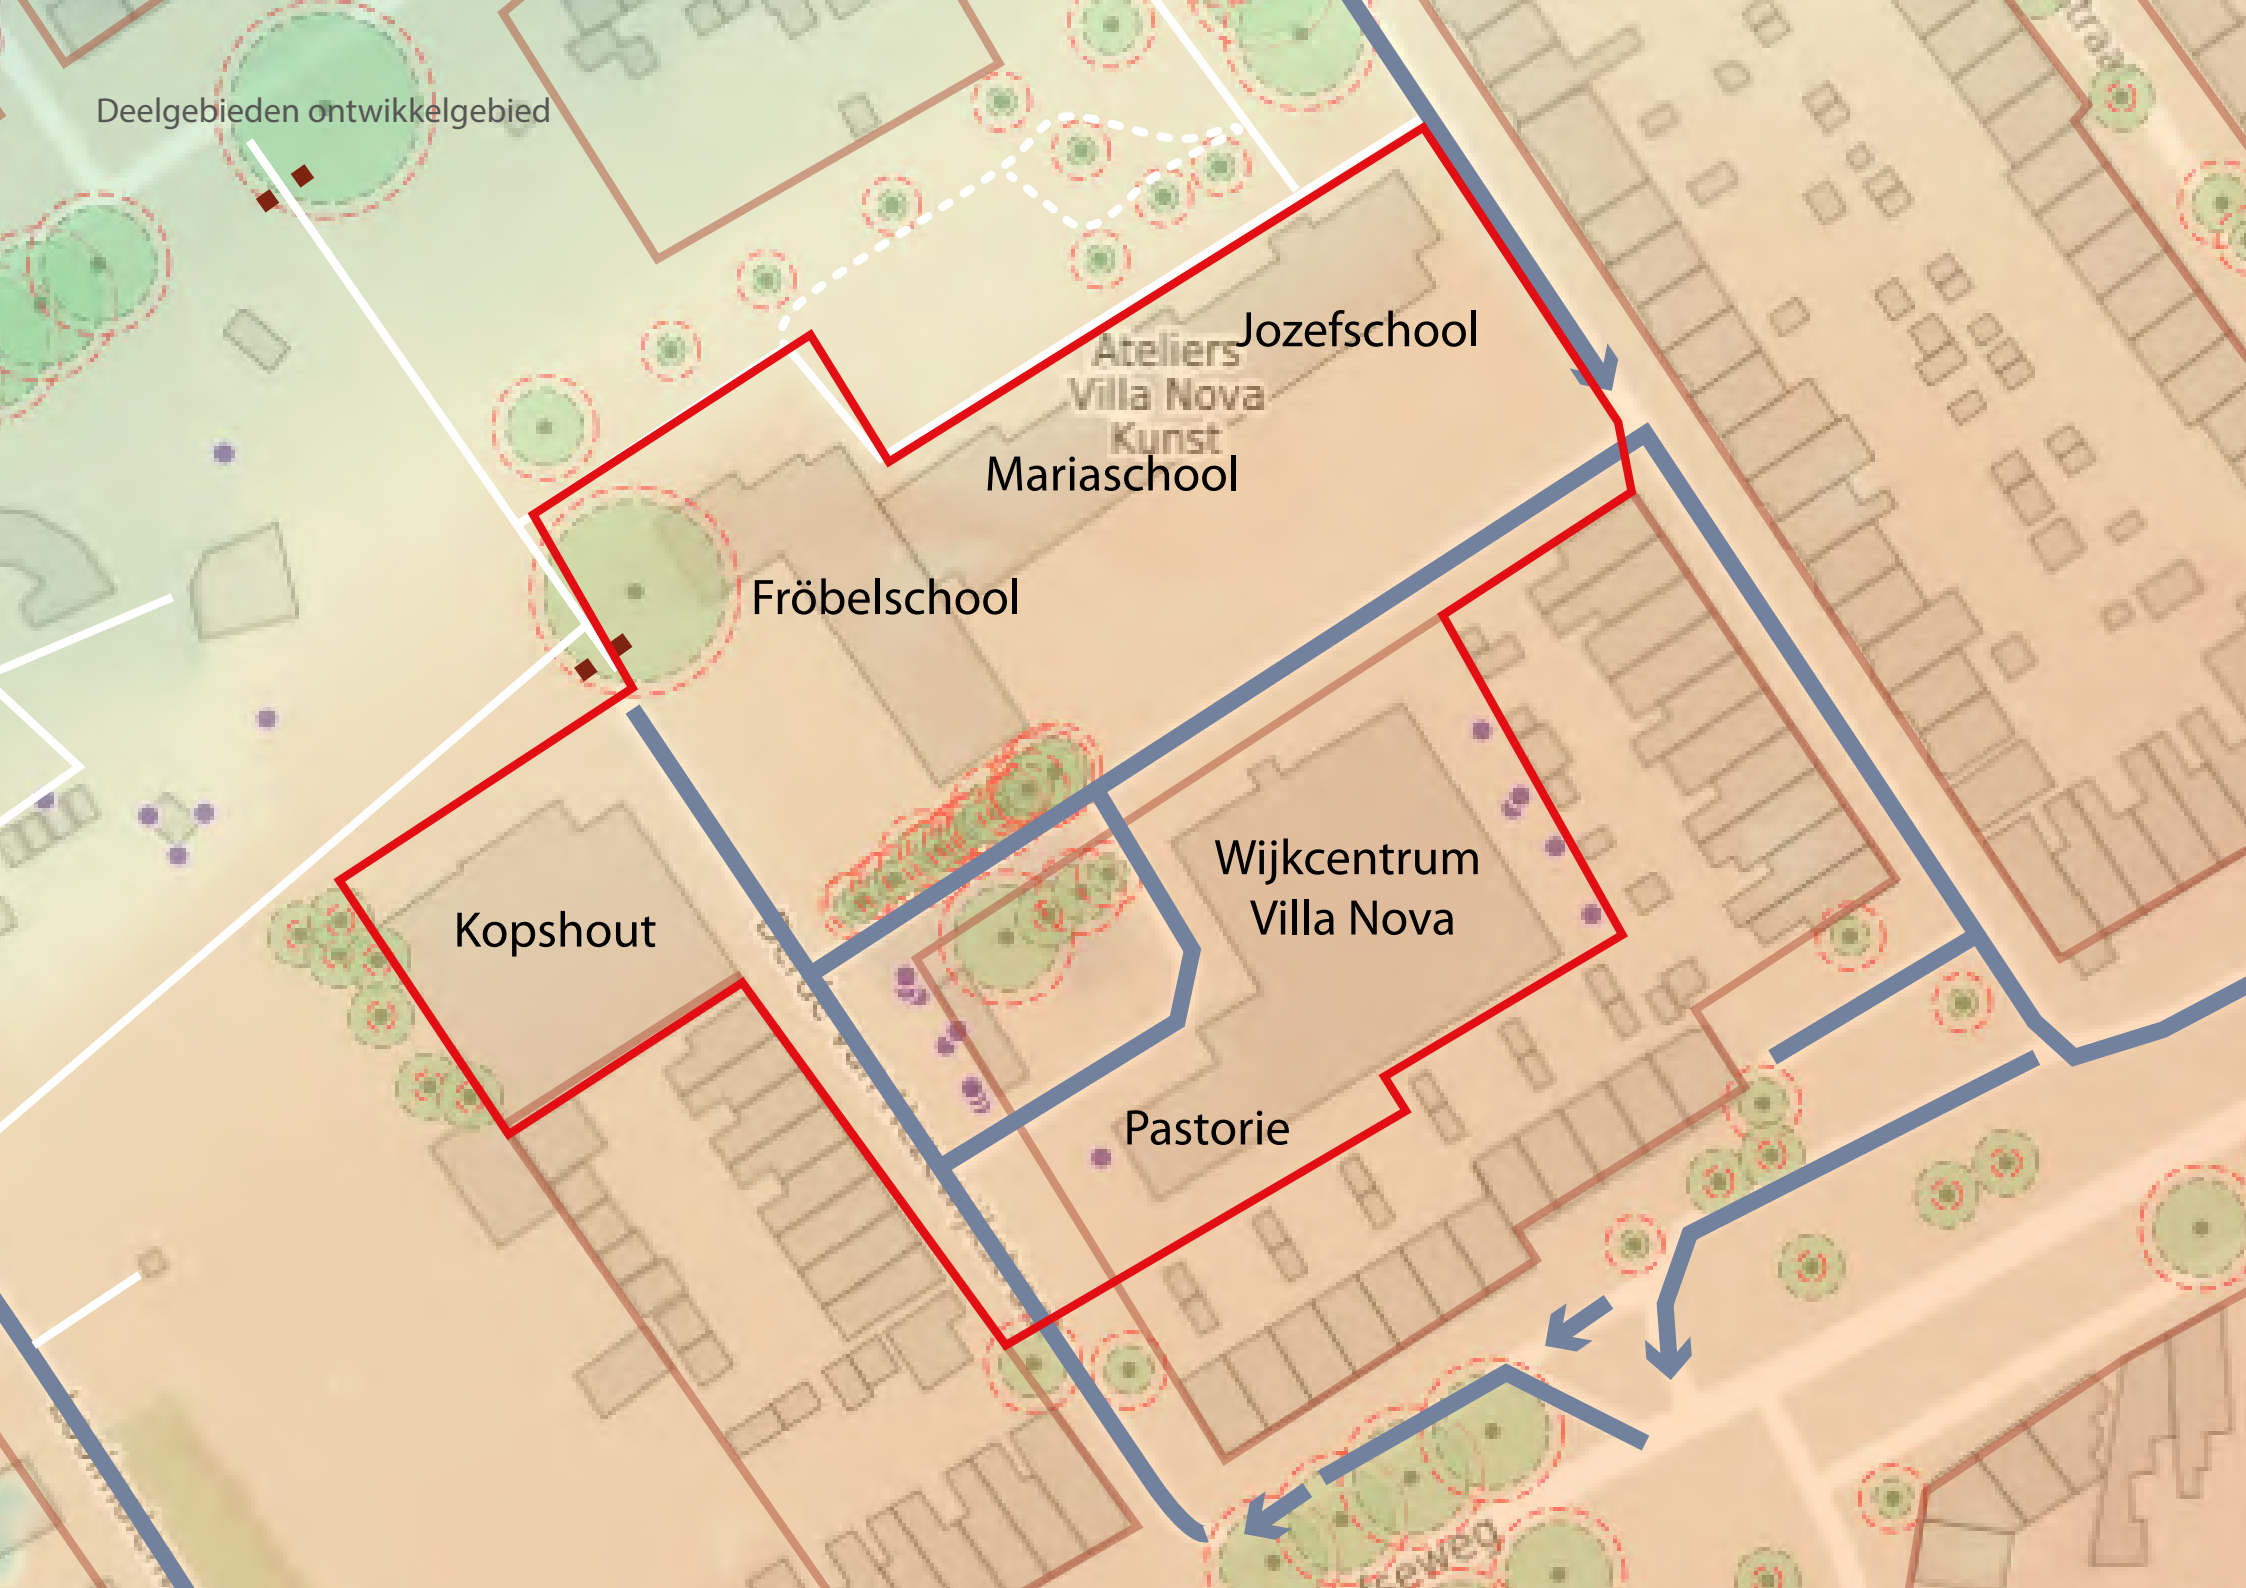 Deelgebieden ontwikkelgebied
Jozefschool
Ateliers
Villa Nova
Kunst
Mariaschool
Fröbelschool
Kopshout
Wijkcentrum
Villa Nova
Pastorie